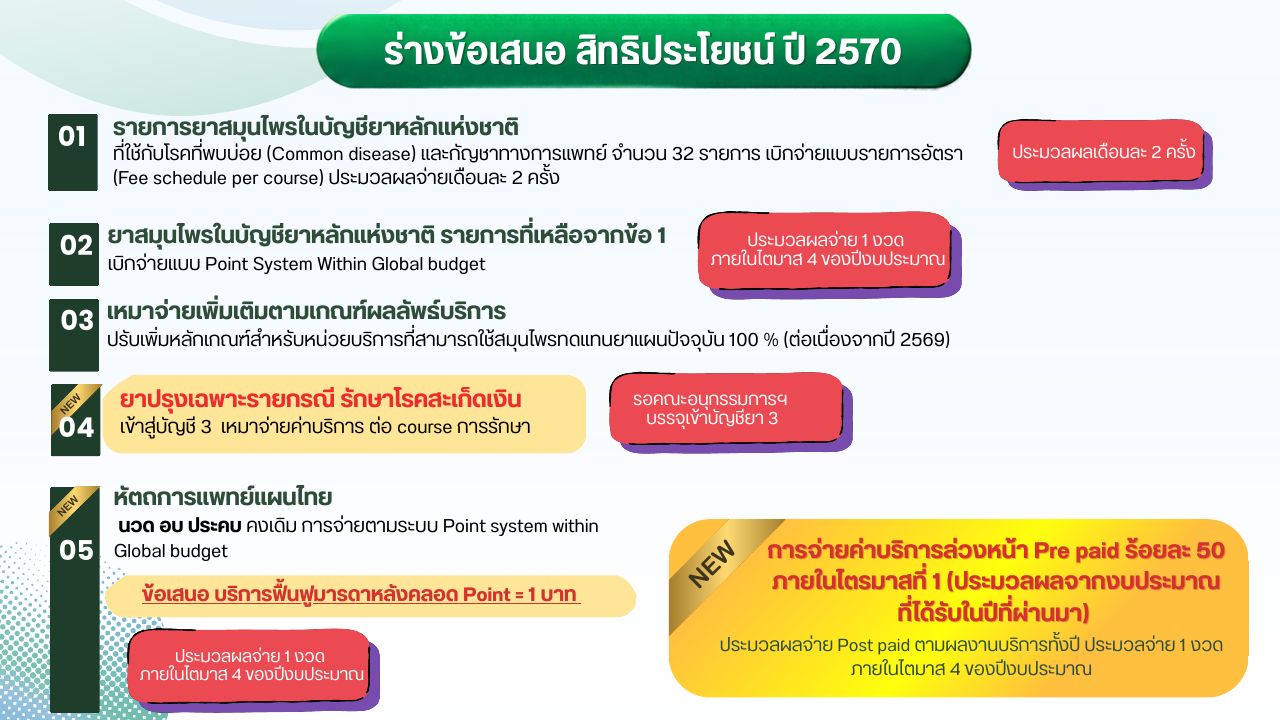 ร่างข้อเสนอ สิทธิประโยชน์ ปี 2570
01
รายการยาสมุนไพรในบัญชียาหลักแห่งชาติ
ที่ใช้กับโรคที่พบบ่อย (Common disease) และกัญชาทางการแพทย์ จำนวน 32 รายการ เบิกจ่ายแบบรายการอัตรา
(Fee schedule per course) ประมวลผลจ่ายเดือนละ 2 ครั้ง
ประมวลผลเดือนละ 2 ครั้ง
02
ยาสมุนไพรในบัญชียาหลักแห่งชาติ รายการที่เหลือจากข้อ 1
เบิกจ่ายแบบ Point System Within Global budget
ประมวลผลจ่าย 1 งวด
ภายในไตมาส 4 ของปีงบประมาณ
03
เหมาจ่ายเพิ่มเติมตามเกณฑ์ผลลัพธ์บริการ
ปรับเพิ่มหลักเกณฑ์สำหรับหน่วยบริการที่สามารถใช้สมุนไพรทดแทนยาแผนปัจจุบัน 100 % (ต่อเนื่องจากปี 2569)
NEW
04
ยาปรุงเฉพาะรายกรณี รักษาโรคสะเก็ดเงิน
เข้าสู่บัญชี 3 เหมาจ่ายค่าบริการ ต่อ course การรักษา
รอคณะอนุกรรมการฯ
บรรจุเข้าบัญชียา 3
NEW
05
หัตถการแพทย์แผนไทย
นวด อบ ประคบ คงเดิม การจ่ายตามระบบ Point system within
Global budget
ข้อเสนอ บริการฟื้นฟูมารดาหลังคลอด Point = 1 บาท
ประมวลผลจ่าย 1 งวด
ภายในไตมาส 4 ของปีงบประมาณ
NEW
การจ่ายค่าบริการล่วงหน้า Pre paid ร้อยละ 50
ภายในไตรมาสที่ 1 (ประมวลผลจากงบประมาณ
ที่ได้รับในปีที่ผ่านมา)
ประมวลผลจ่าย Post paid ตามผลงานบริการทั้งปี ประมวลจ่าย 1 งวด
ภายในไตมาส 4 ของปีงบประมาณ